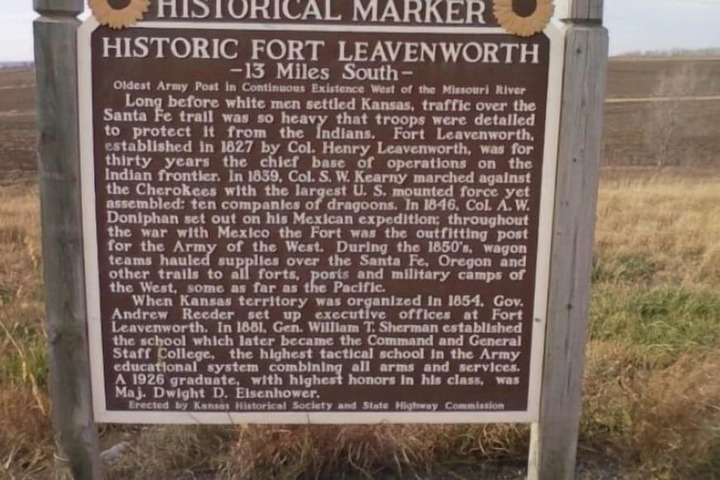 HISTORICAL MARKER
HISTORIC FORT LEAVENWORTH
-13 Miles South-
Oldest Army Post in Continuous Existence West of the Missouri River
Long before white men settled Kansas, traffic over the
Santa Fe trail was so heavy that troops were detailed
to protect it from the Indians. Fort Leavenworth,
established in 1827 by Col. Henry Leavenworth, was for
thirty years the chief base of operations on the
Indian frontier. In 1839, Col. S. W. Kearny marched against
the Cherokees with the largest U. S. mounted force yet
assembled: ten companies of dragoons. In 1846, Col. A. W.
Doniphan set out on his Mexican expedition; throughout
the war with Mexico the Fort was the outfitting post
for the Army of the West. During the 1850's, wagon
teams hauled supplies over the Santa Fe, Oregon and
other trails to all forts, posts and military camps of
the West, some as far as the Pacific.
When Kansas territory was organized in 1854, Gov.
Andrew Reeder set up executive offices at Fort
Leavenworth. In 1881, Gen. William T. Sherman established
the school which later became the Command and General
Staff College, the highest tactical school in the Army
educational system combining all arms and services.
A 1926 graduate, with highest honors in his class, was
Maj. Dwight D. Eisenhower.
Erected by Kansas Historical Society and State Highway Commission